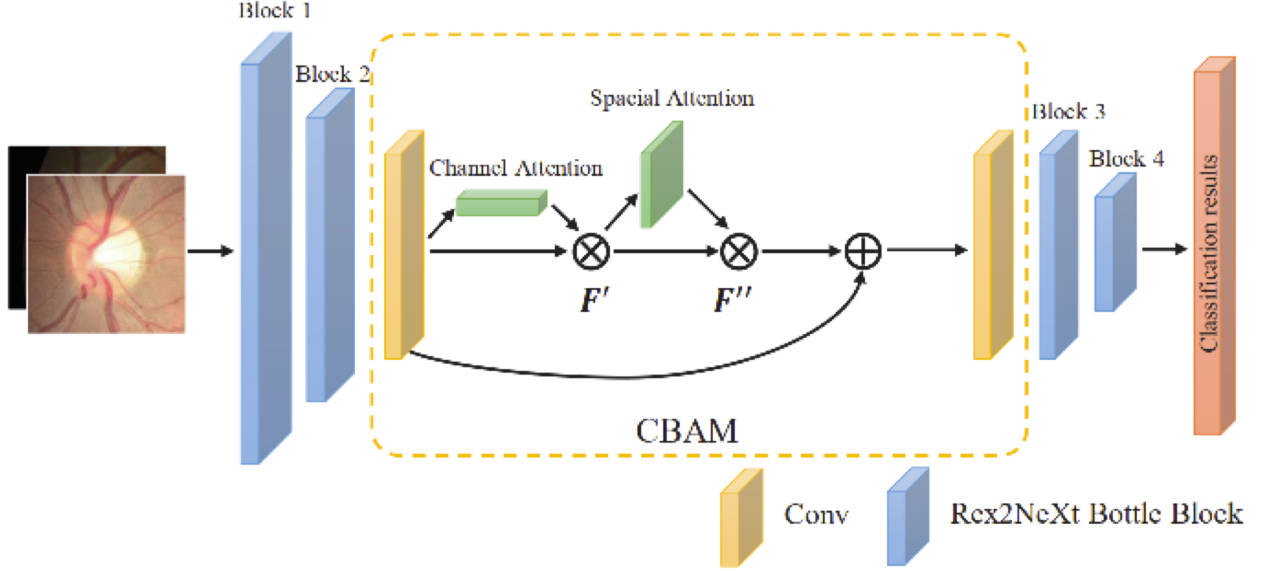 Block 1
Block 2
Spacial Attention
Channel Attention
F′
F′′
CBAM
Block 3
Block 4
Classification results
Conv
Rex2NeXt Bottle Block